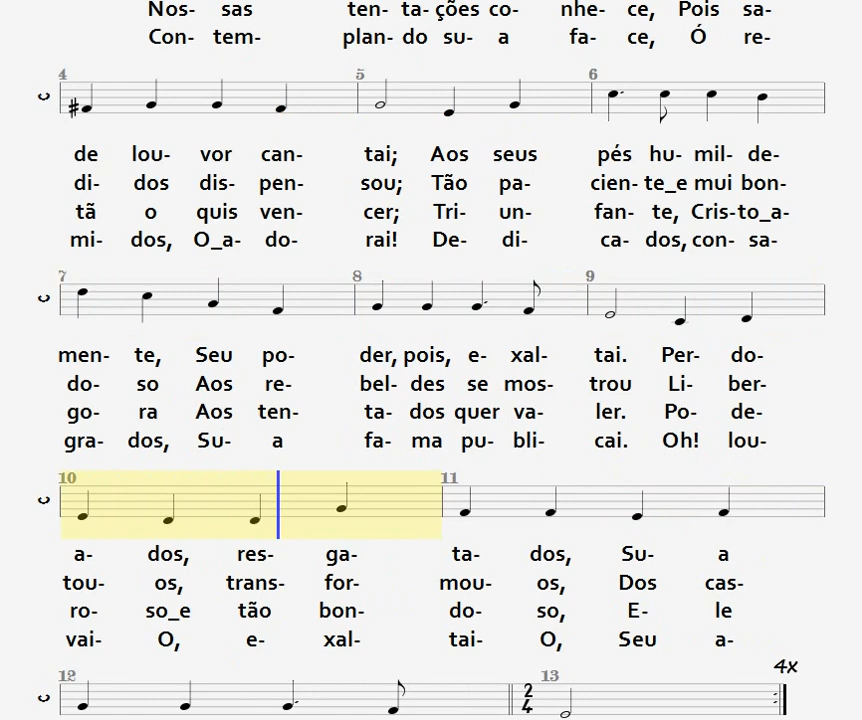 Nos- sas ten- ta- ções co- nhe- ce, Pois sa-
Con- tem- plan- do su- a fa- ce, Ó re-
4 5 6
de lou- vor can- tai; Aos seus pés hu- mil- de-
di- dos dis- pen- sou; Tão pa- cien- te_e mui bon-
tã o quis ven- cer; Tri- un- fan- te, Cris- to_a-
mi- dos, O_a- do- rai! De- di- ca- dos, con- sa-
7 8 9
men- te, Seu po- der, pois, e- xal- tai. Per- do-
do- so Aos re- bel- des se mos- trou Li- ber-
go- ra Aos ten- ta- dos quer va- ler. Po- de-
gra- dos, Su- a fa- ma pu- bli- cai. Oh! lou-
10 11
a- dos, res- ga- ta- dos, Su- a
tou- os, trans- for- mou- os, Dos cas-
ro- so_e tão bon- do- so, E- le
vai- O, e- xal- tai- O, Seu a-
4x
12 13
2
4